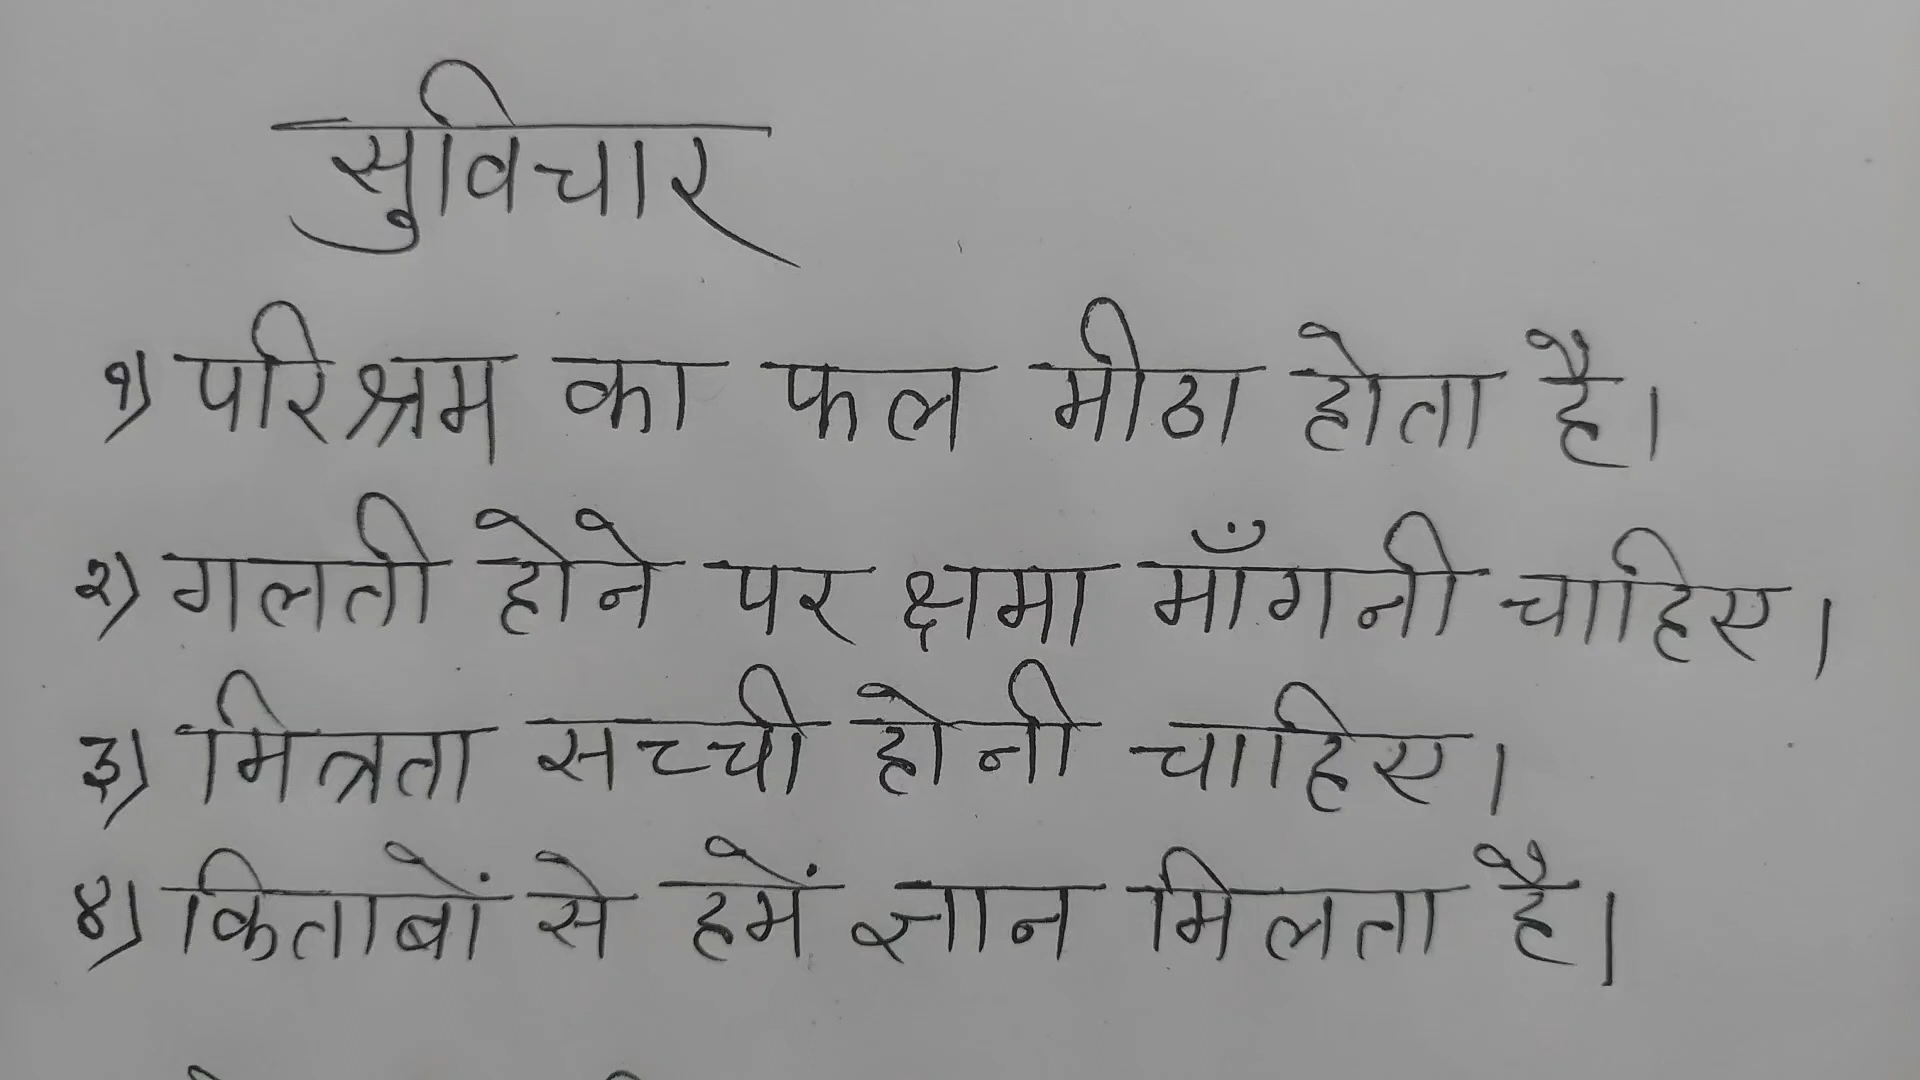 सुविचार
१) परिश्रम का फल मीठा होता है।
२) गलती होने पर क्षमा माँगनी चाहिए।
३) मित्रता सच्ची होनी चाहिए।
४) किताबों से हमें ज्ञान मिलता है।